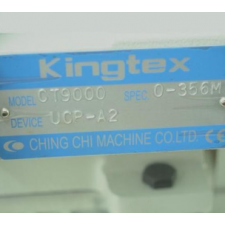 Kingtex
MODEL CT9000 SPEC 0-356M
DEVICE UCP-A2
CHING CHI MACHINE CO.LTD. CE